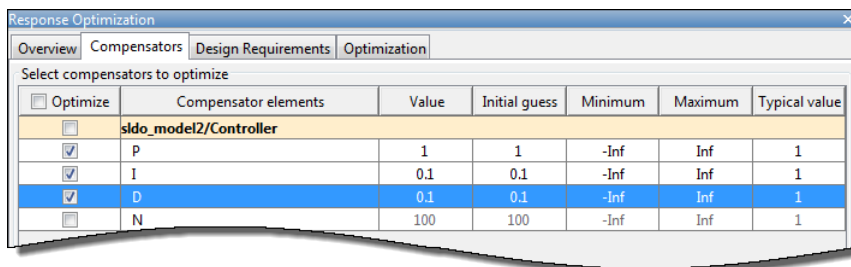 Response Optimization
Overview Compensators Design Requirements Optimization
Select compensators to optimize
Optimize Compensator elements Value Initial guess Minimum Maximum Typical value
sldo_model2/Controller
P 1 1 -Inf Inf 1
I 0.1 0.1 -Inf Inf 1
D 0.1 0.1 -Inf Inf 1
N 100 100 -Inf Inf 1